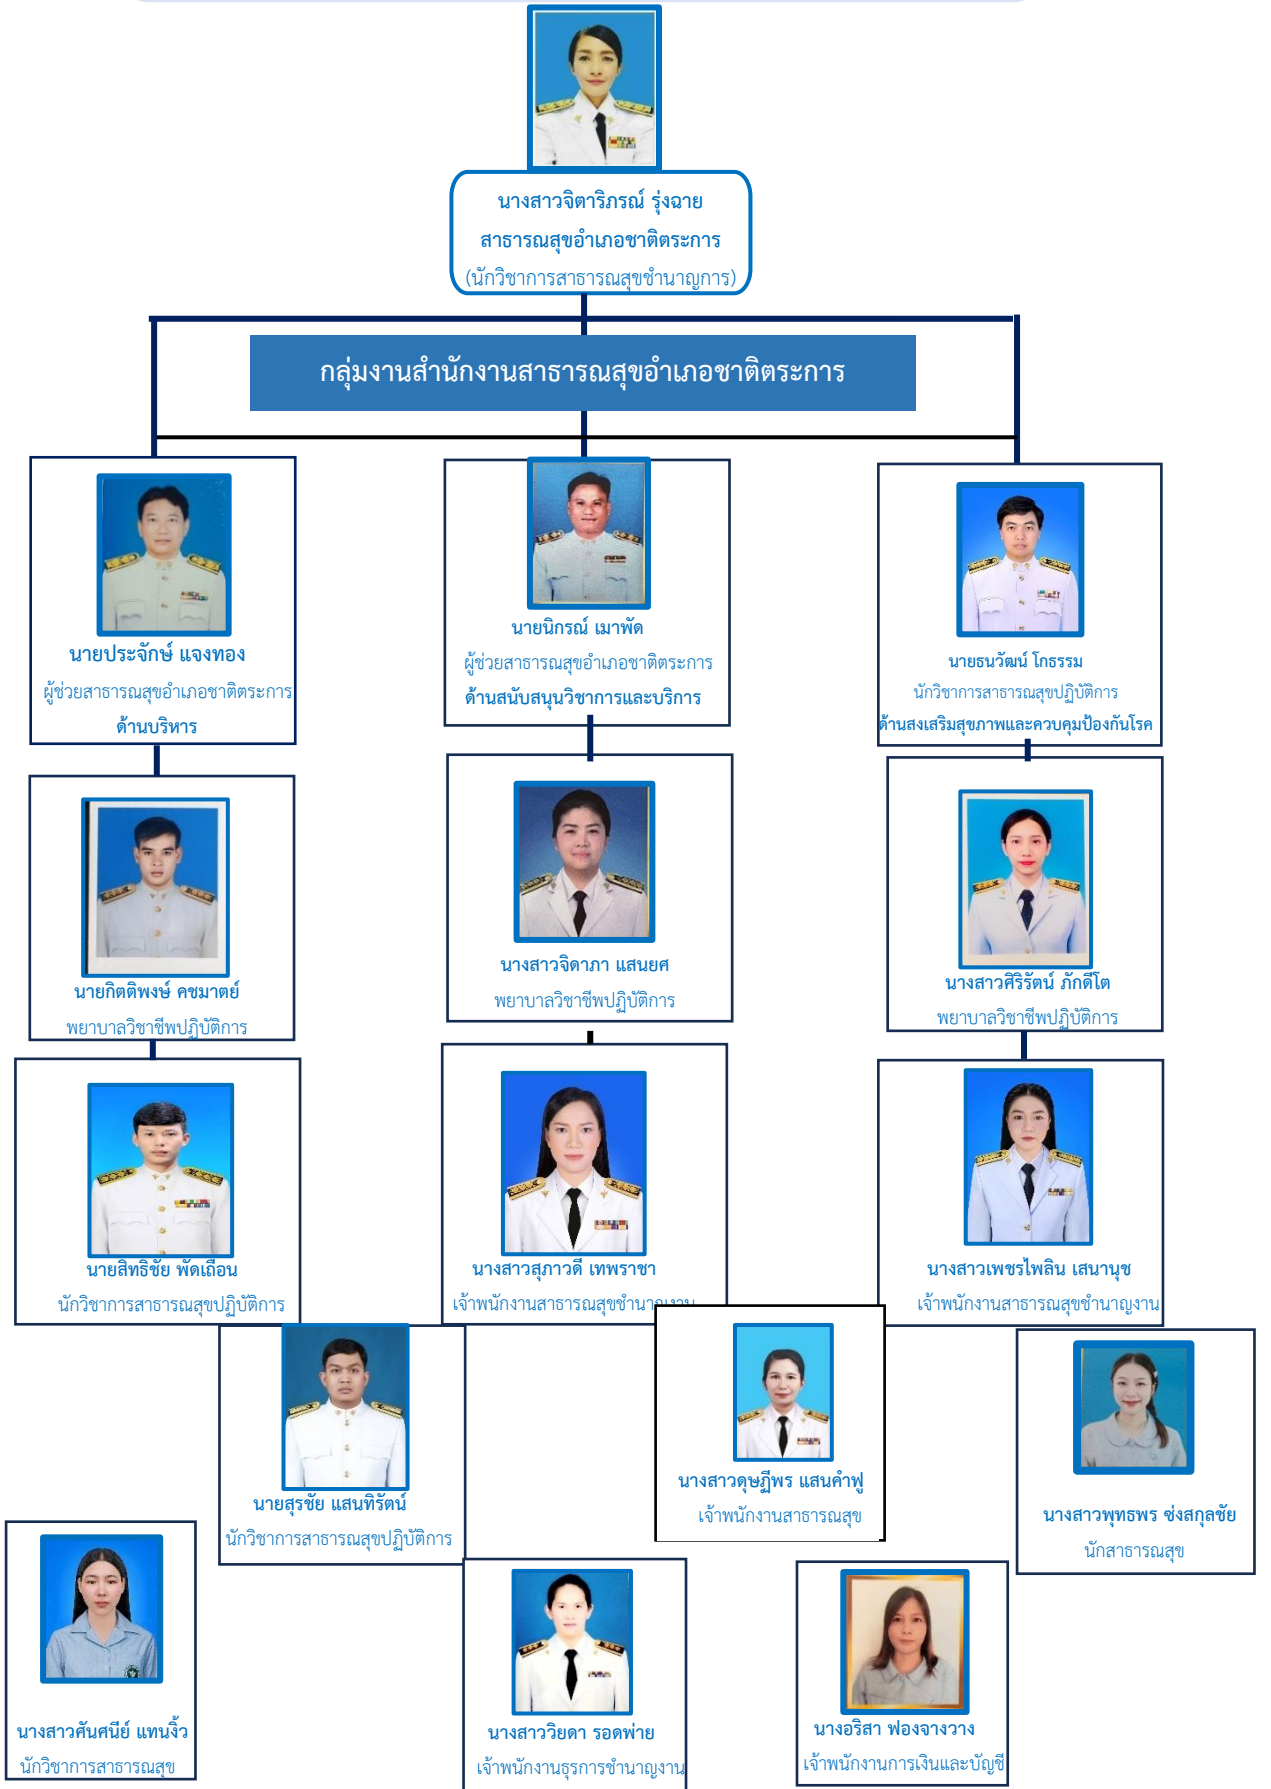 นางสาวจิตาริภรณ์ รุ่งฉาย
สาธารณสุขอำเภอชาติตระการ
(นักวิชาการสาธารณสุขชำนาญการ)
กลุ่มงานสำนักงานสาธารณสุขอำเภอชาติตระการ
นายประจักษ์ แจงทอง
ผู้ช่วยสาธารณสุขอำเภอชาติตระการ
ด้านบริหาร
นายนิกรณ์ เมาพัด
ผู้ช่วยสาธารณสุขอำเภอชาติตระการ
ด้านสนับสนุนวิชาการและบริการ
นายธนวัฒน์ โกธรรม
นักวิชาการสาธารณสุขปฏิบัติการ
ด้านสงเสริมสุขภาพและควบคุมป้องกันโรค
นายกิตติพงษ์ คชมาตย์
พยาบาลวิชาชีพปฏิบัติการ
นางสาวจิดาภา แสนยศ
พยาบาลวิชาชีพปฏิบัติการ
นางสาวศิริรัตน์ ภักดีโต
พยาบาลวิชาชีพปฏิบัติการ
นายสิทธิชัย พัดเถื่อน
นักวิชาการสาธารณสุขปฏิบัติการ
นางสาวสุภาวดี เทพราชา
เจ้าพนักงานสาธารณสุขชำนาญงาน
นางสาวเพชรไพลิน เสนานุช
เจ้าพนักงานสาธารณสุขชำนาญงาน
นายสุรชัย แสนทิรัตน์
นักวิชาการสาธารณสุขปฏิบัติการ
นางสาวดุษฎีพร แสนคำฟู
เจ้าพนักงานสาธารณสุข
นางสาวพุทธพร ซ่งสกุลชัย
นักสาธารณสุข
นางสาวศันศนีย์ แทนงิ้ว
นักวิชาการสาธารณสุข
นางสาววิยดา รอดพ่าย
เจ้าพนักงานธุรการชำนาญงาน
นางอริสา ฟองจางวาง
เจ้าพนักงานการเงินและบัญชี